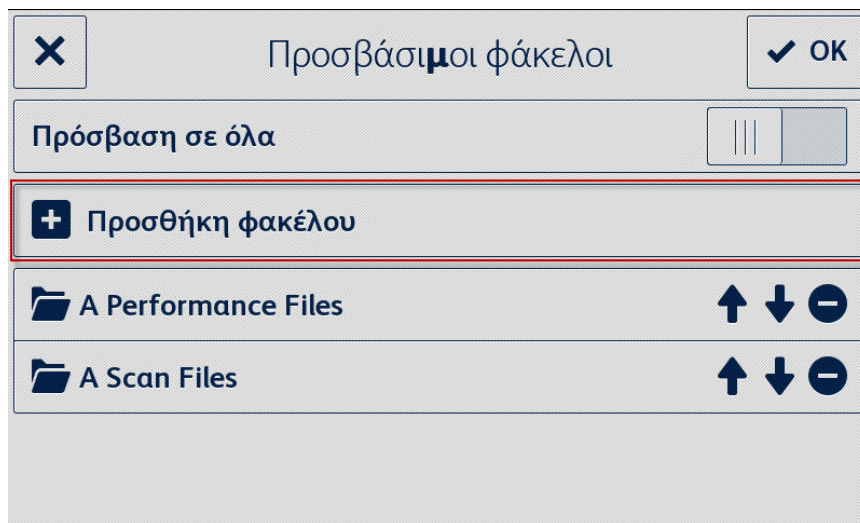 Προσβάσιμοι φάκελοι
OK
Πρόσβαση σε όλα
Προσθήκη φακέλου
A Performance Files
A Scan Files